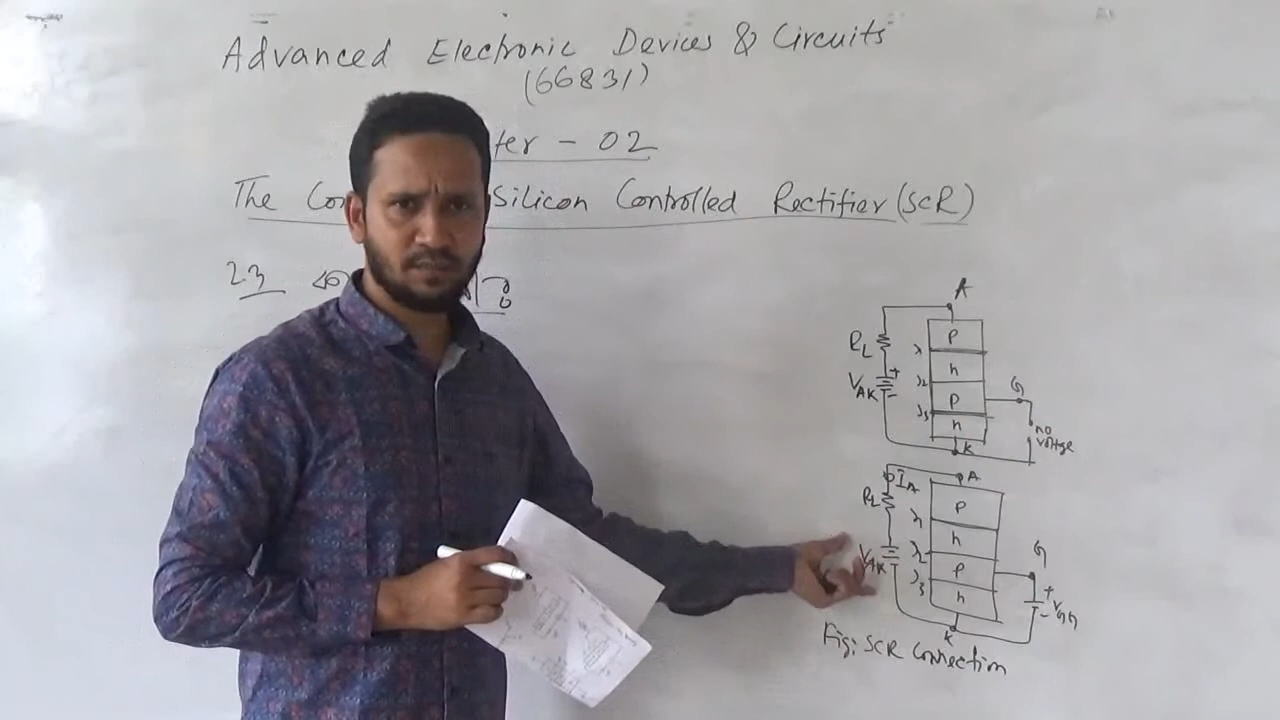 Advanced Electronic Devices & Circuits
(66831)
ter - 02
The Con Silicon Controlled Rectifier (SCR)
2.3
A
P
RL
J1
n
+
J2
VAK
P
G
-
J3
n
no
voltge
K
IA
A
RL
P
J1
n
G
J2
VAK
P
+
J3
n
- VGG
K
Fig: SCR Connection